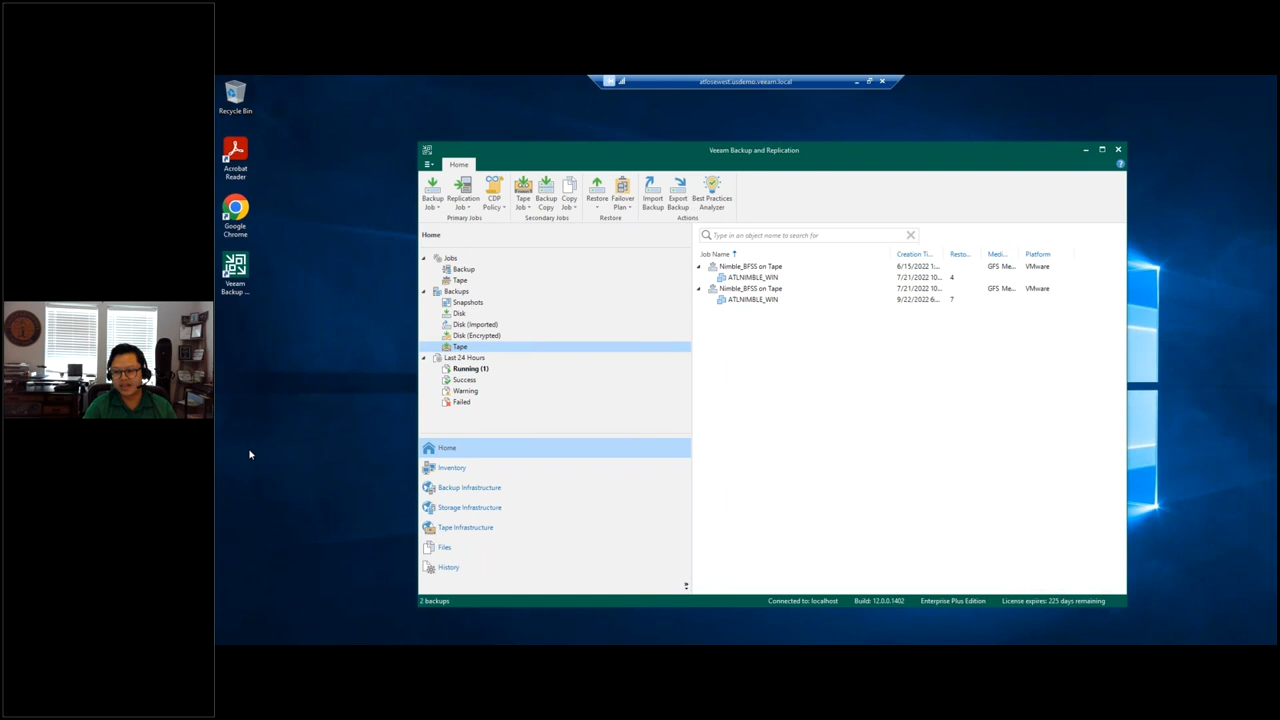 atlosewest.usdemo.veeam.local
Recycle Bin
Acrobat
Reader
Google
Chrome
Veeam
Backup ...
Veeam Backup and Replication
Home
Backup
Job
Replication
Job
CDP
Policy
Primary Jobs
Tape
Job
Backup
Copy
Copy
Job
Secondary Jobs
Restore
Failover
Plan
Restore
Import
Backup
Export
Backup
Best Practices
Analyzer
Actions
Home
Jobs
Backup
Tape
Backups
Snapshots
Disk
Disk (Imported)
Disk (Encrypted)
Tape
Last 24 Hours
Running (1)
Success
Warning
Failed
Home
Inventory
Backup Infrastructure
Storage Infrastructure
Tape Infrastructure
Files
History
Type in an object name to search for
Job Name Creation Ti... Resto... Medi... Platform
Nimble_BFSS on Tape 6/15/2022 1:... GFS Me... VMware
ATLNIMBLE_WIN 7/21/2022 10... 4
Nimble_BFSS on Tape 7/21/2022 10... GFS Me... VMware
ATLNIMBLE_WIN 9/22/2022 6... 7
2 backups Connected to: localhost Build: 12.0.0.1402 Enterprise Plus Edition License expires: 225 days remaining